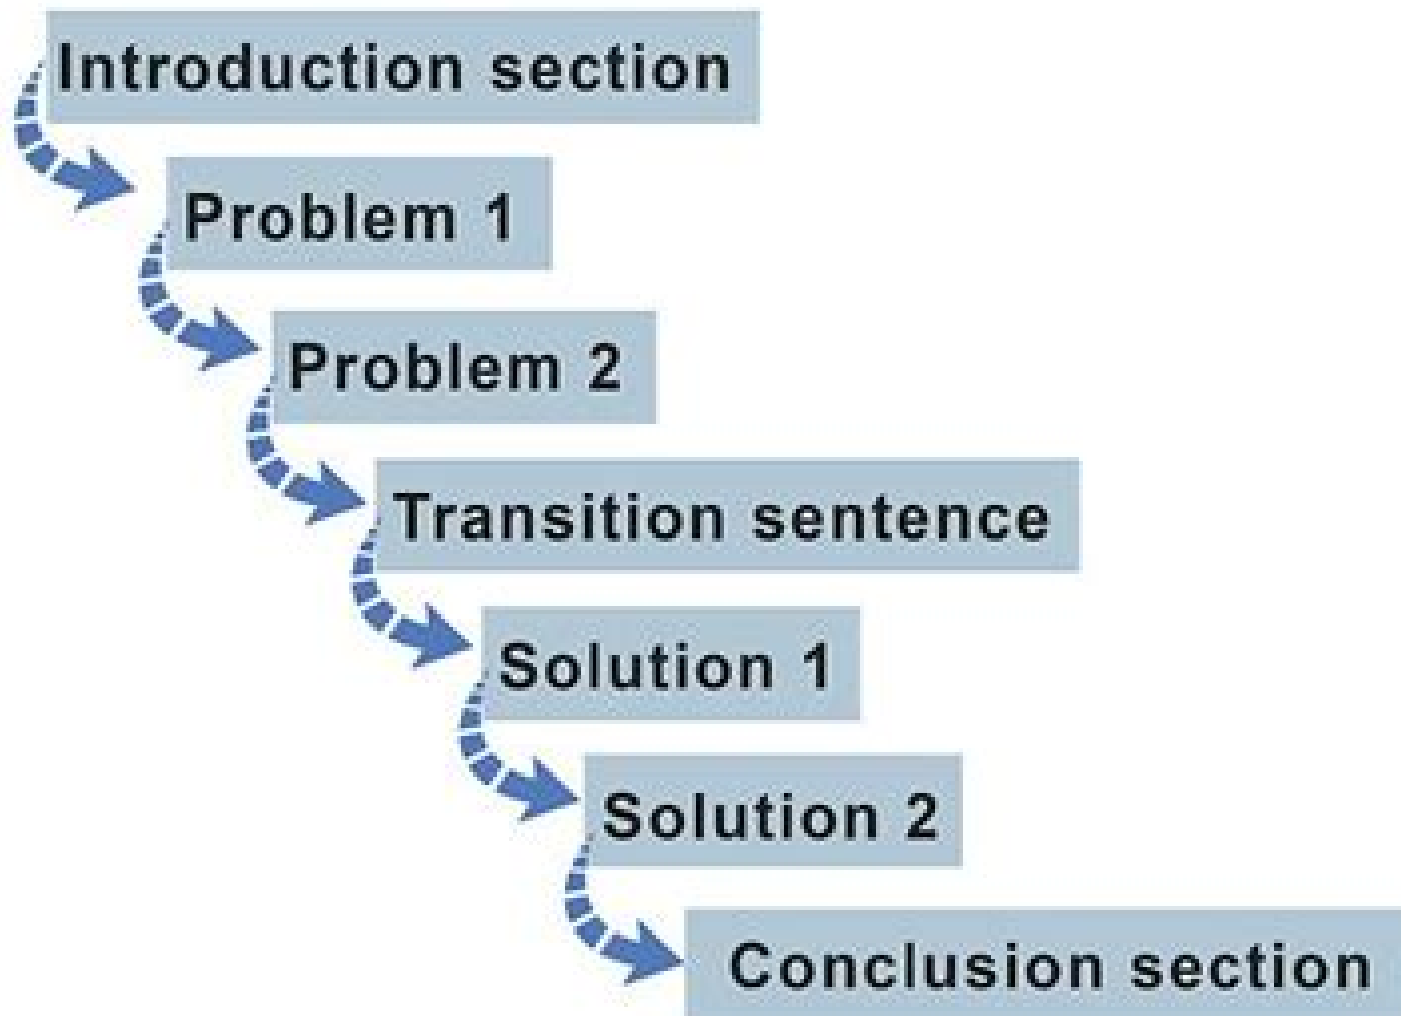 Introduction section
Problem 1
Problem 2
Transition sentence
Solution 1
Solution 2
Conclusion section